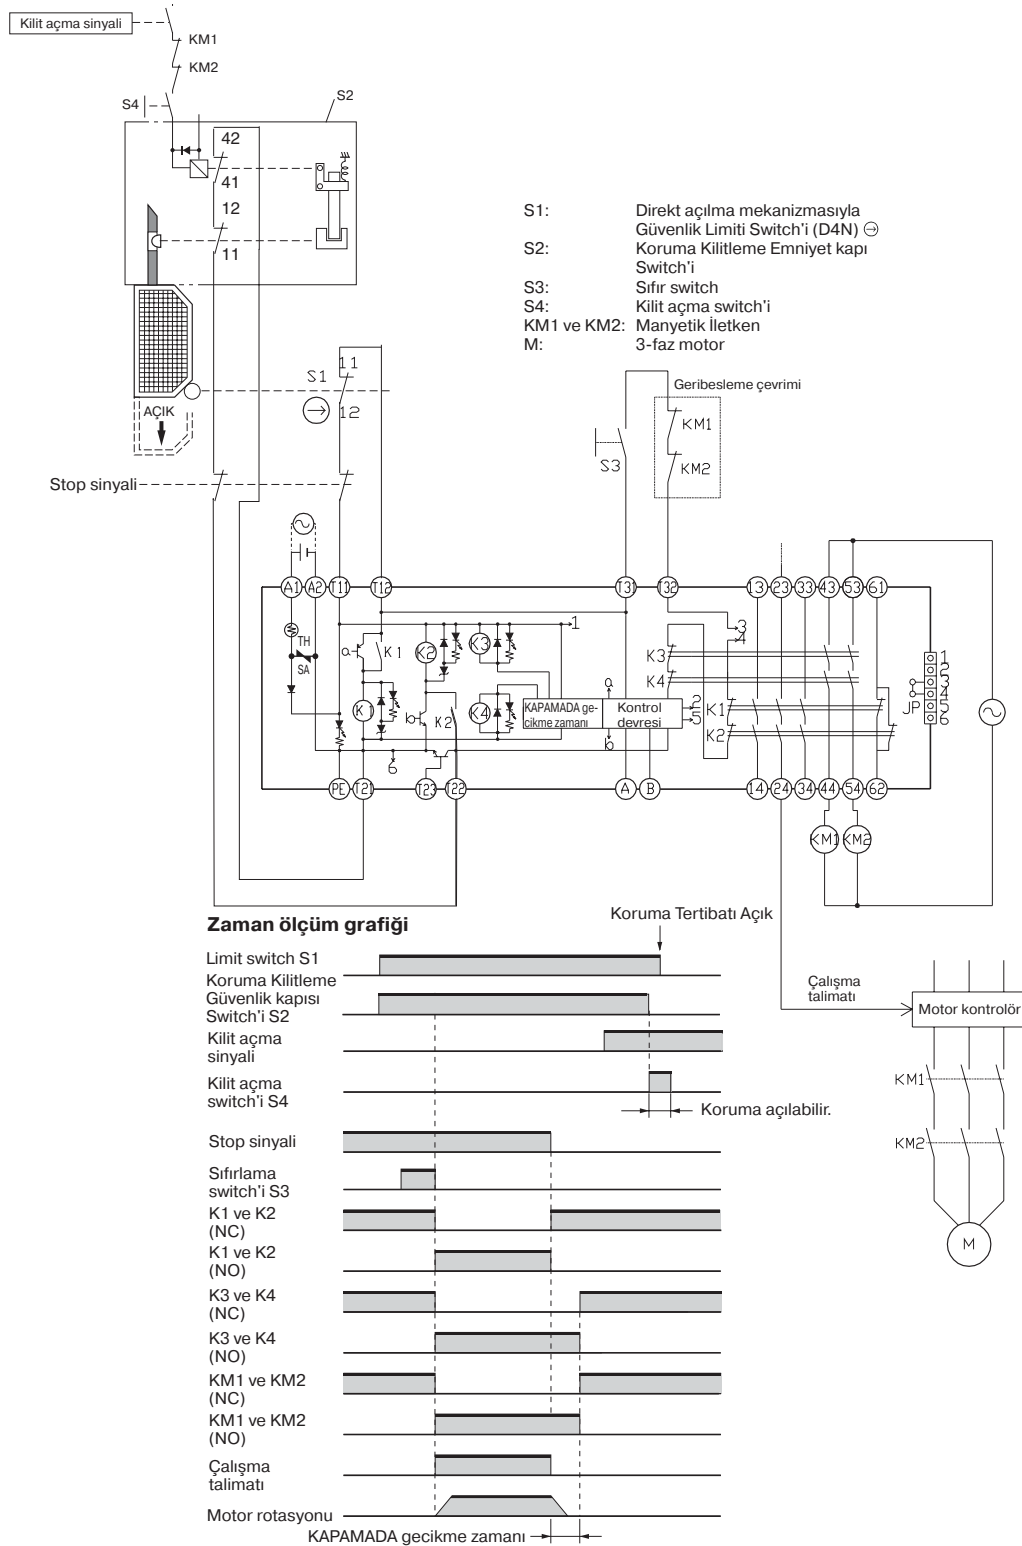 Kilit açma sinyali
KM1
KM2
S4
S2
42
41
12
11
S1: Direkt açılma mekanizmasıyla
Güvenlik Limiti Switch'i (D4N)
S2: Koruma Kilitleme Emniyet kapı
Switch'i
S3: Sıfır switch
S4: Kilit açma switch'i
KM1 ve KM2: Manyetik İletken
M: 3-faz motor
AÇIK
S1
11
12
Stop sinyali
Geribesleme çevrimi
S3
KM1
KM2
A1 A2 T11 T12 T31 T32 13 23 33 43 53 61
TH
SA
a
K1
K2
K3
1
K1
b
K2
K4
6
KAPAMADA ge-
cikme zamanı
Kontrol
devresi
a
b
2
5
3
4
K3
K4
K1
K2
JP
1
2
3
4
5
6
PE T21 T23 T22 A B 14 24 34 44 54 62
KM1 KM2
Zaman ölçüm grafiği
Koruma Tertibatı Açık
Limit switch S1
Koruma Kilitleme
Güvenlik kapısı
Switch'i S2
Kilit açma
sinyali
Kilit açma
switch'i S4
Koruma açılabilir.
Stop sinyali
Sıfırlama
switch'i S3
K1 ve K2
(NC)
K1 ve K2
(NO)
K3 ve K4
(NC)
K3 ve K4
(NO)
KM1 ve KM2
(NC)
KM1 ve KM2
(NO)
Çalışma
talimatı
Motor rotasyonu
KAPAMADA gecikme zamanı
Çalışma
talimatı
Motor kontrolör
KM1
KM2
M